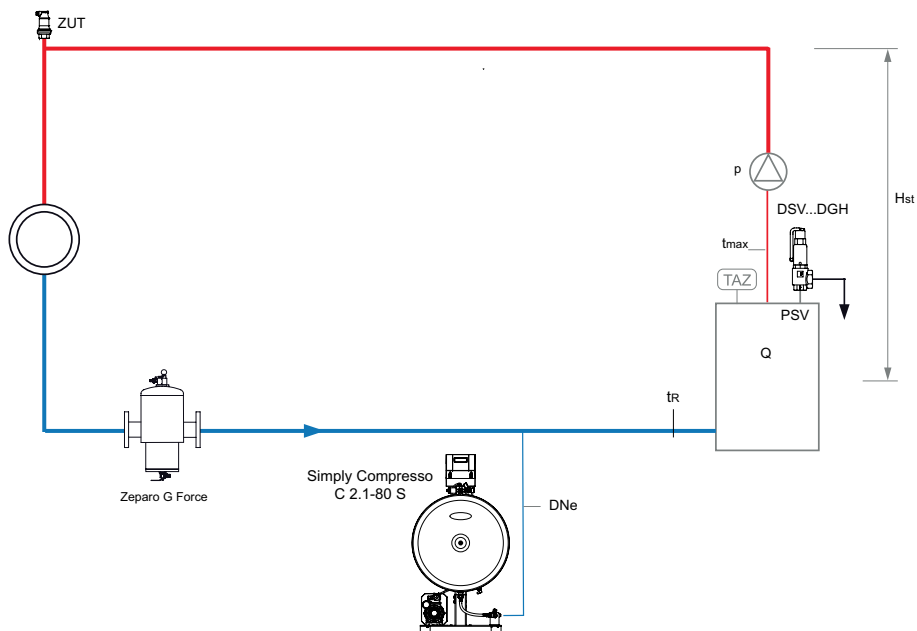 ZUT
p
Hst
DSV...DGH
tmax
TAZ
PSV
Q
tR
Simply Compresso
C 2.1-80 S
Zeparo G Force
DNe